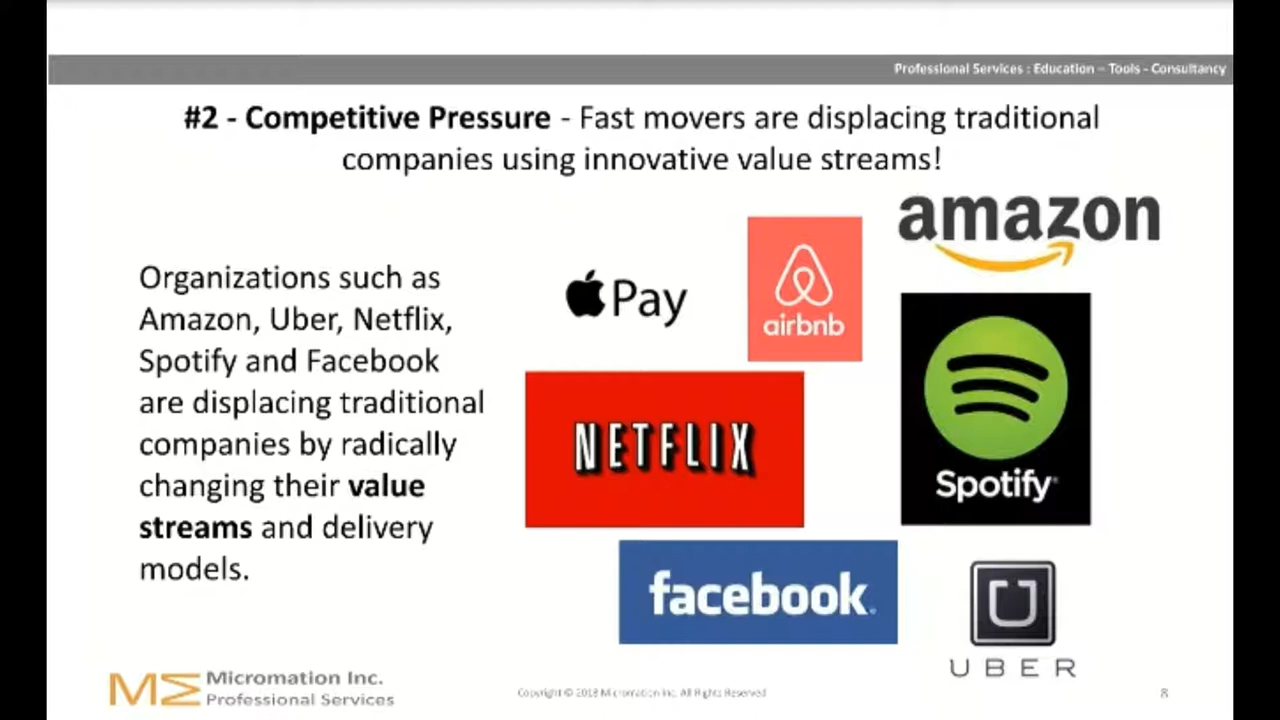 Professional Services : Education – Tools - Consultancy
#2 - Competitive Pressure - Fast movers are displacing traditional
companies using innovative value streams!
Organizations such as
Amazon, Uber, Netflix,
Spotify and Facebook
are displacing traditional
companies by radically
changing their value
streams and delivery
models.
Pay
airbnb
amazon
NETFLIX
Spotify
facebook.
UBER
ME Micromation Inc.
Professional Services
Copyright © 2018 Micromation Inc. All Rights Reserved
8